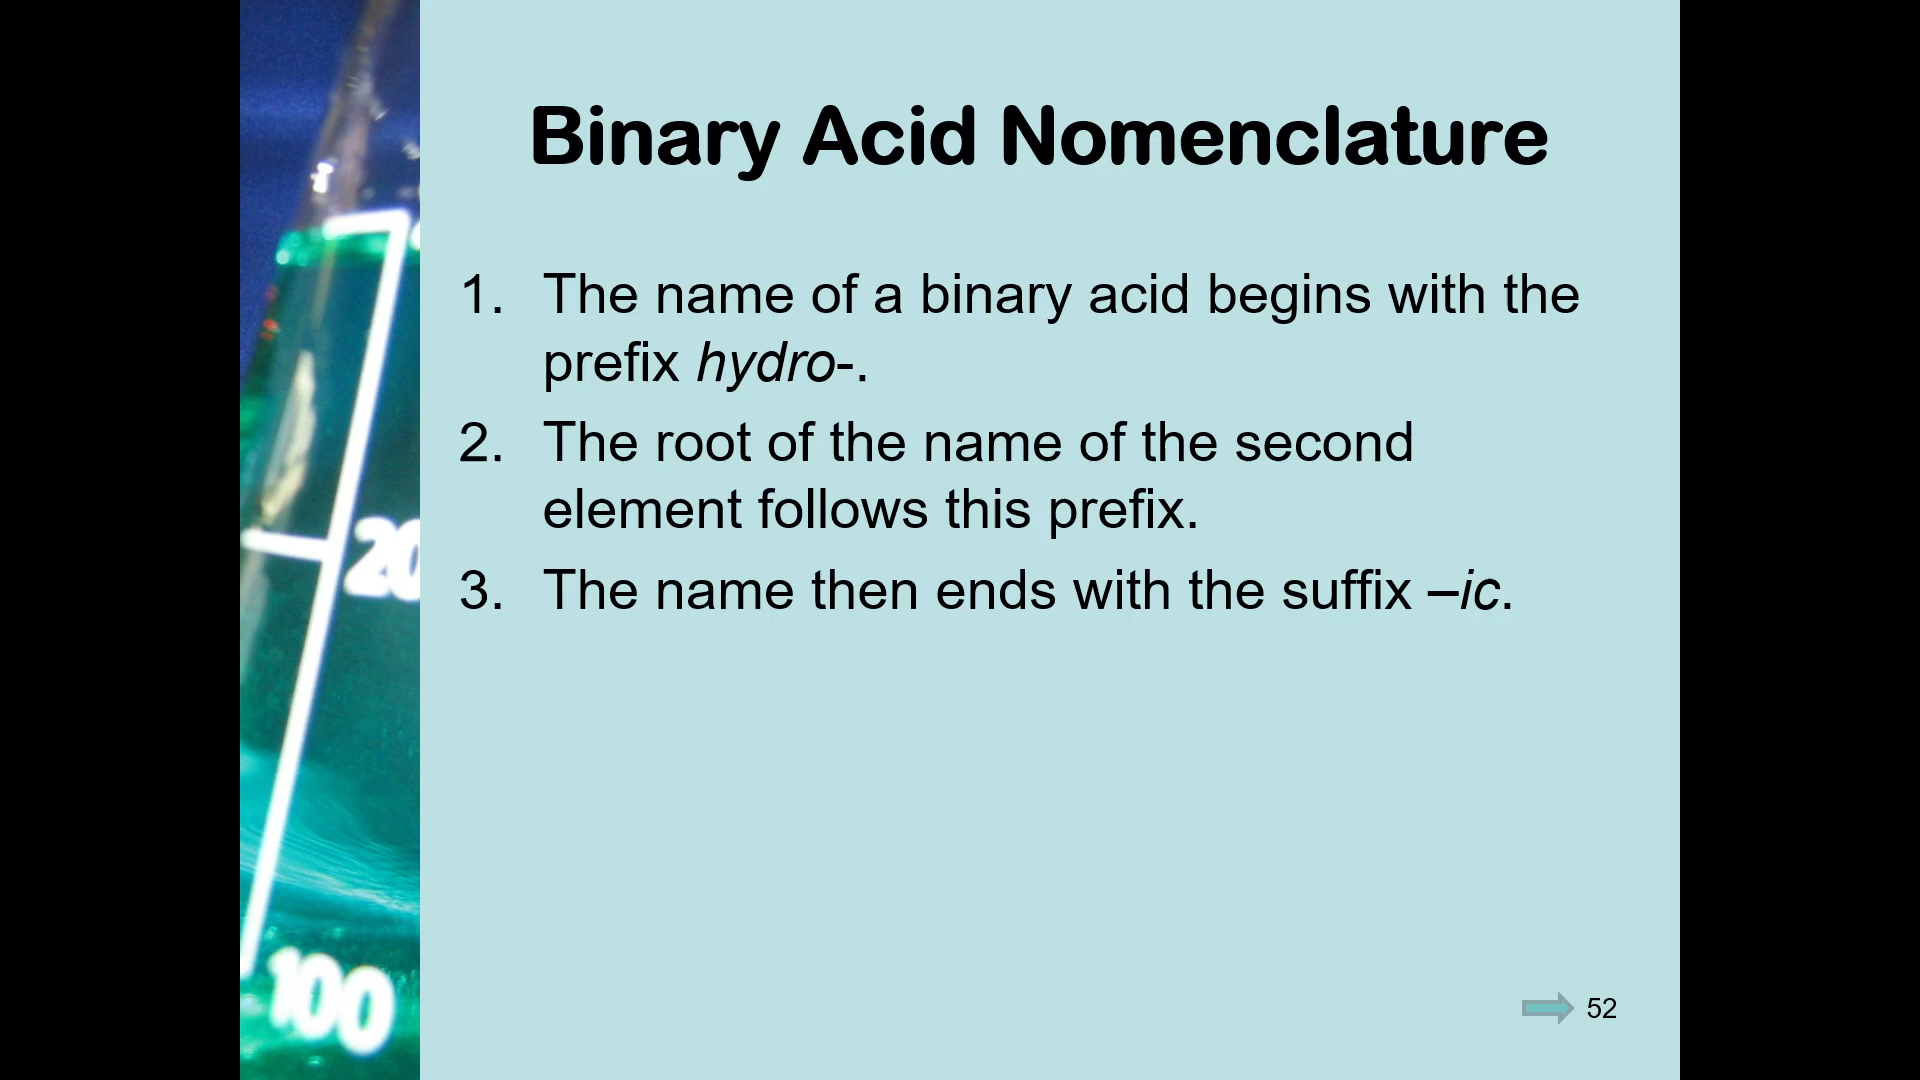 Binary Acid Nomenclature
1. The name of a binary acid begins with the
prefix hydro-.
2. The root of the name of the second
element follows this prefix.
3. The name then ends with the suffix –ic.
20
100
52